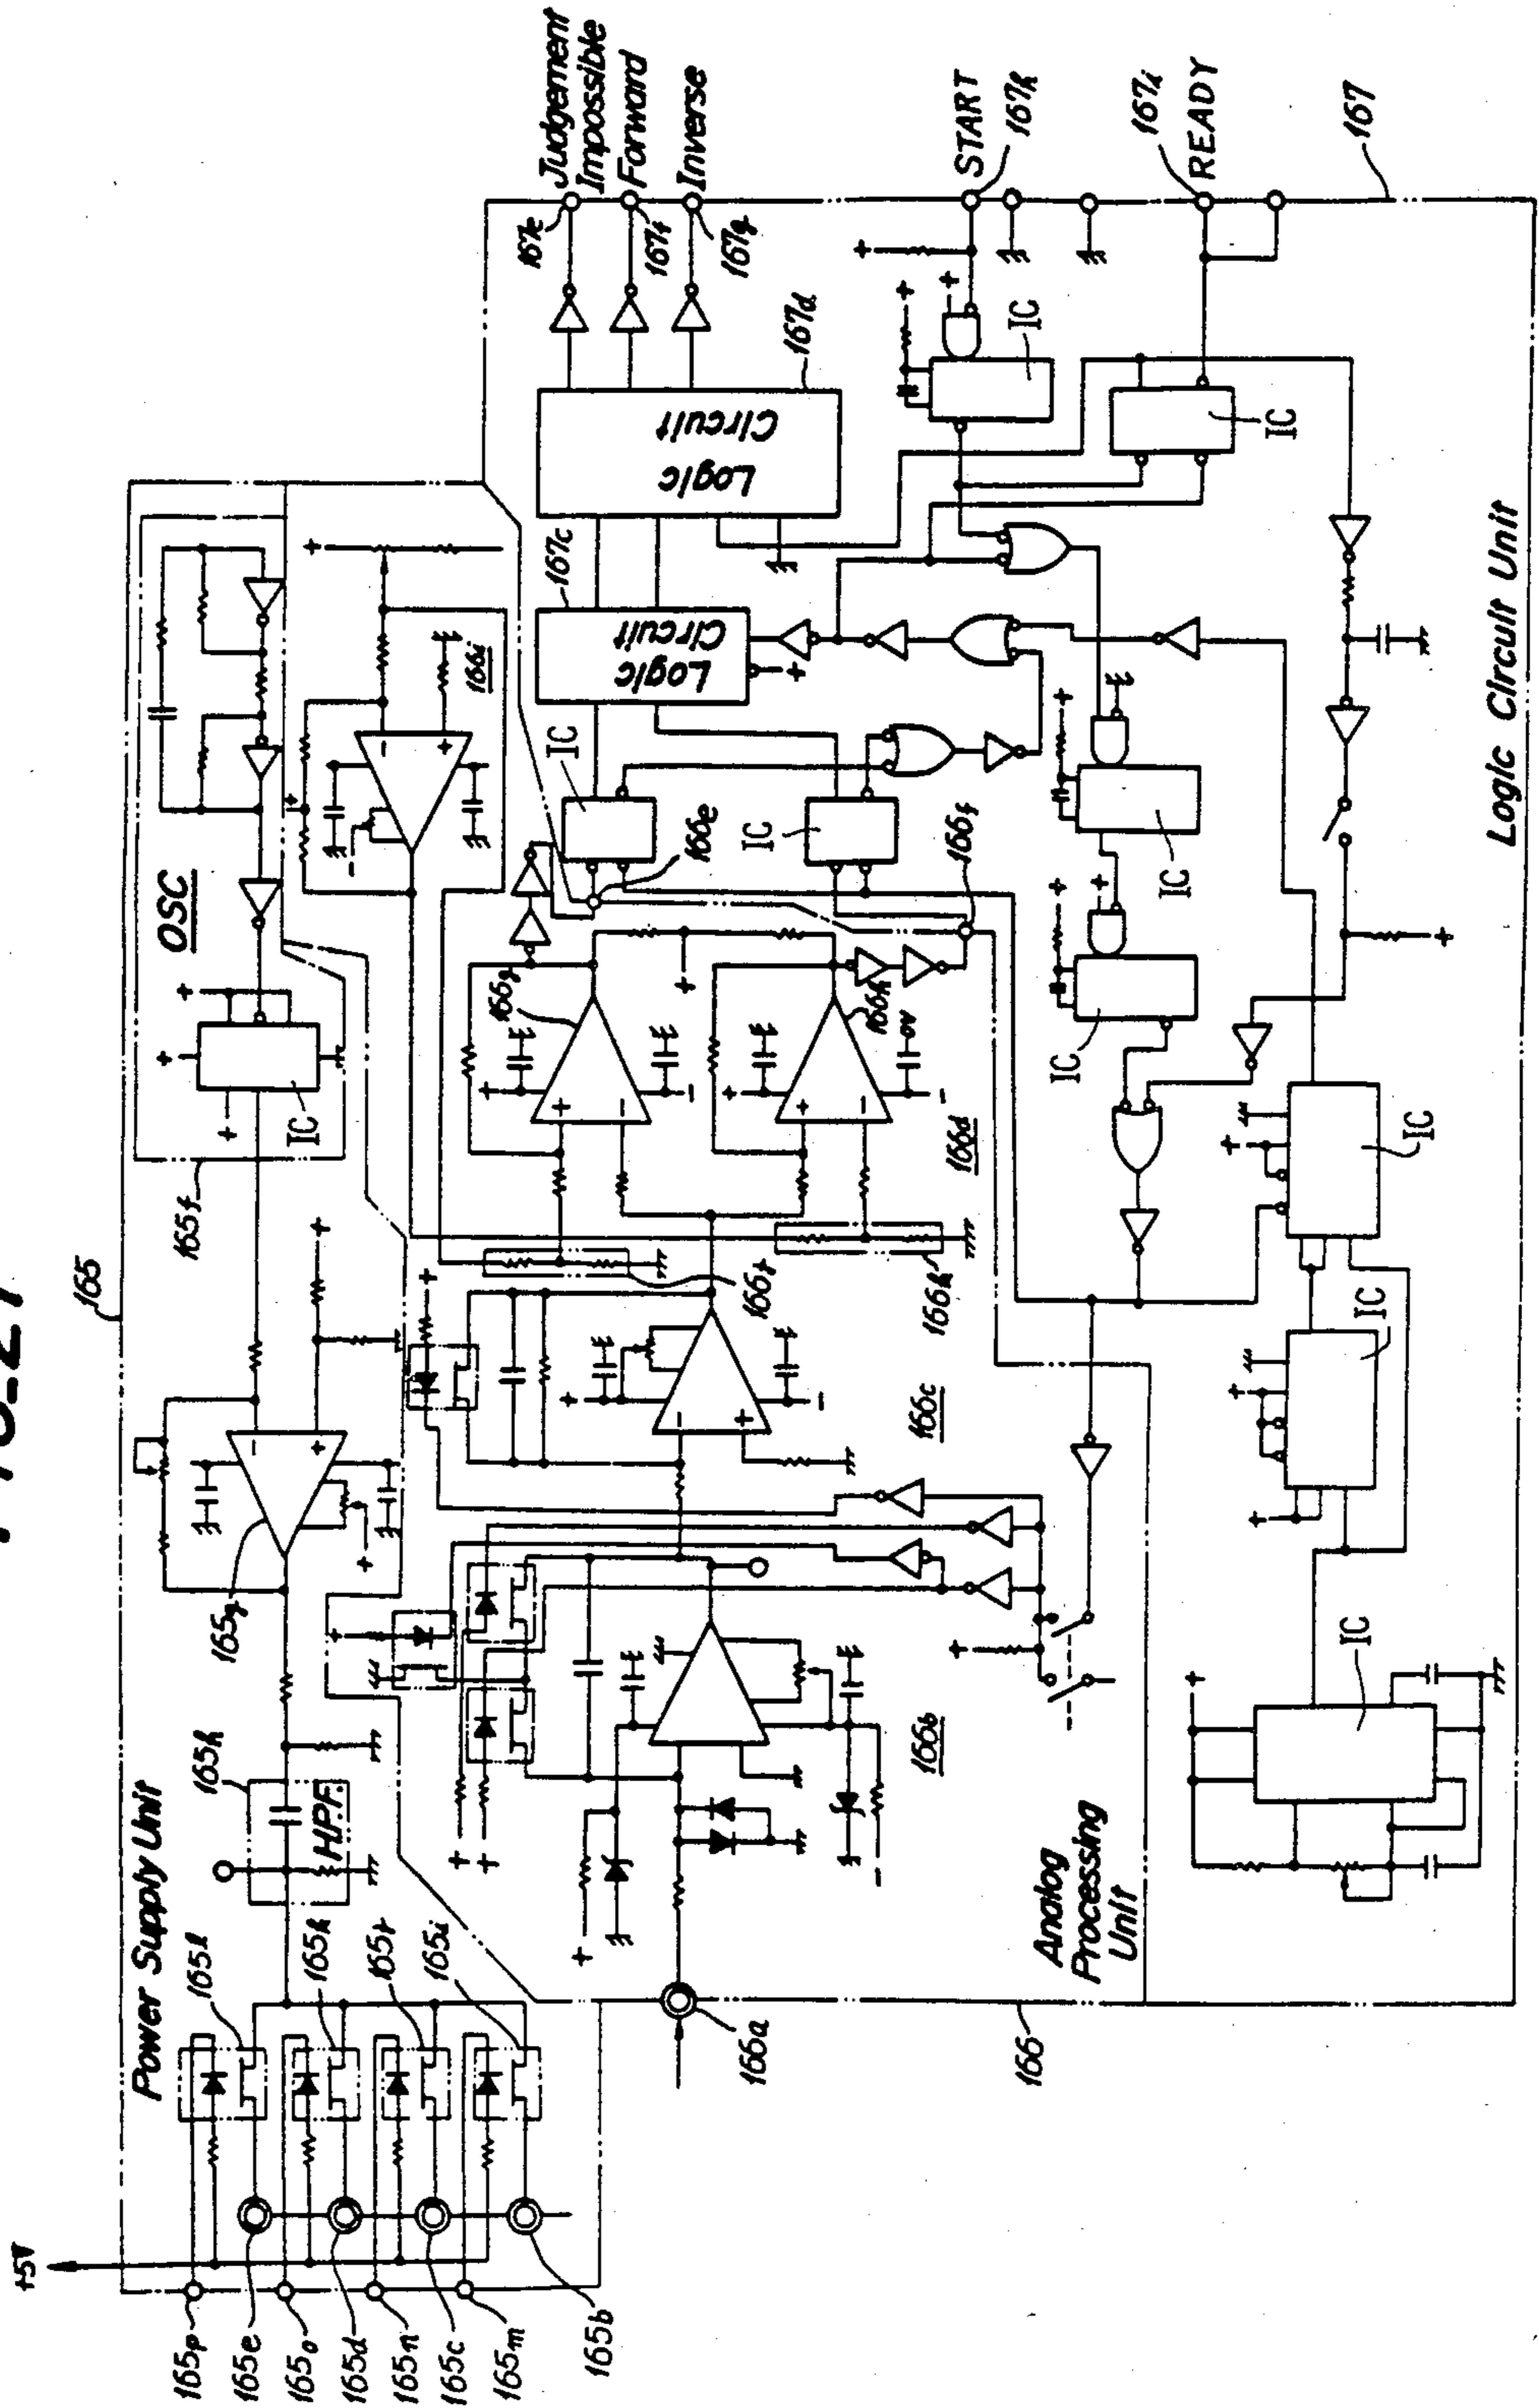 165
+5V
Power Supply Unit
165p
165e
165o
165d
165n
165c
165m
165b
165l
165k
165j
165i
165h
H.P.F.
165g
165f
OSC
IC
166a
166
166b
166c
166d
166e
166f
166g
166h
0V
166i
166j
166k
Analog
Processing
Unit
167c
Logic
Circuit
167d
Logic
Circuit
167e
Judgement
Impossible
167f
Forward
167g
Inverse
START
167h
167i
READY
167
IC
IC
IC
IC
IC
IC
IC
IC
IC
Logic Circuit Unit